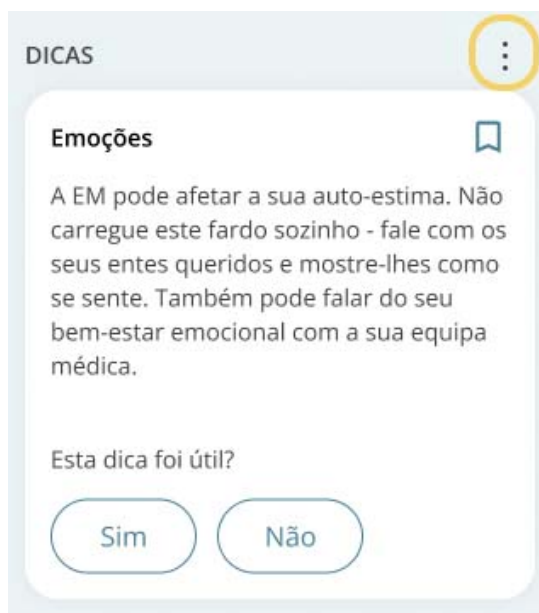 DICAS
Emoções
A EM pode afetar a sua auto-estima. Não
carregue este fardo sozinho - fale com os
seus entes queridos e mostre-lhes como
se sente. Também pode falar do seu
bem-estar emocional com a sua equipa
médica.
Esta dica foi útil?
Sim
Não